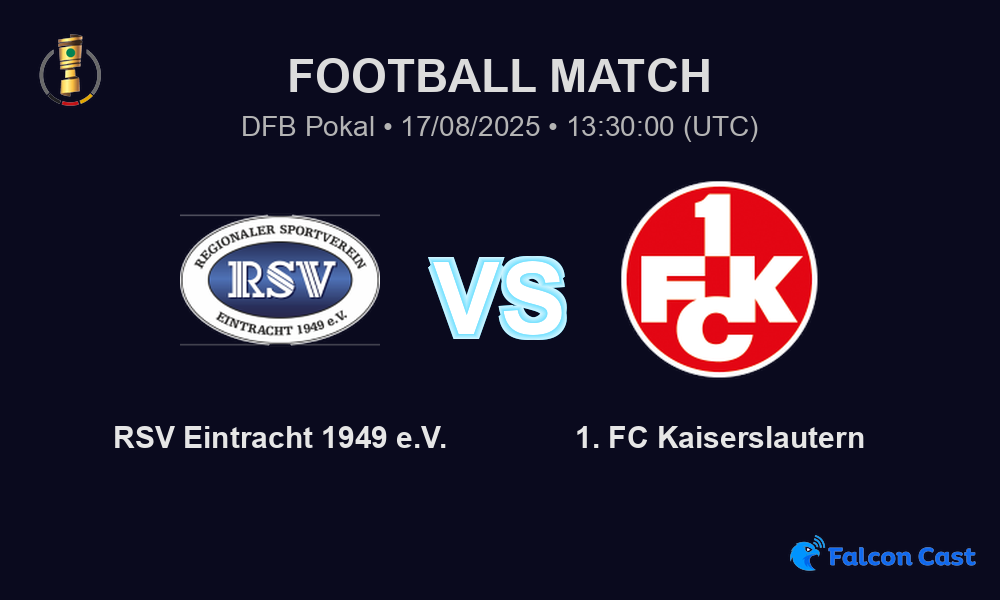 FOOTBALL MATCH
DFB Pokal • 17/08/2025 • 13:30:00 (UTC)
REGIONALER SPORTVEREIN
RSV
EINTRACHT 1949 e.V.
VS
1
FCK
RSV Eintracht 1949 e.V.
1. FC Kaiserslautern
Falcon Cast